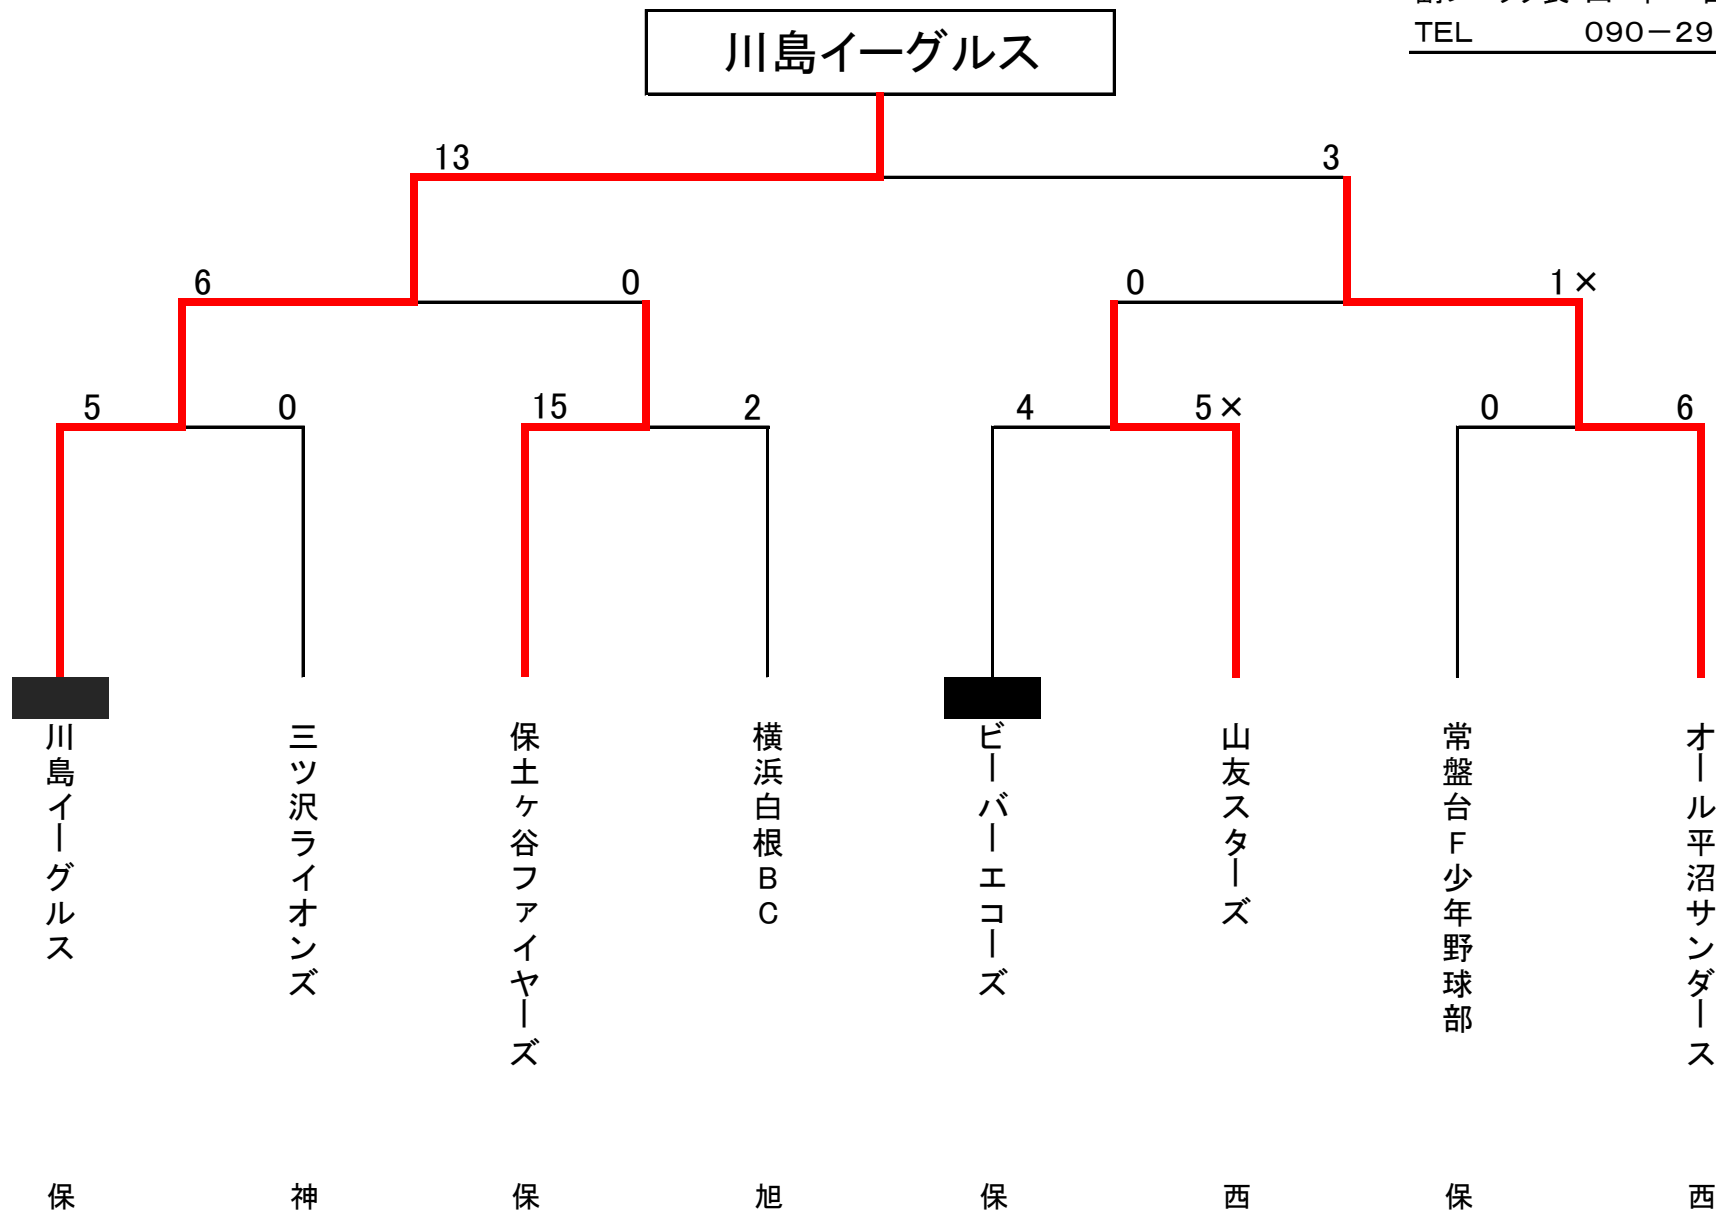 TEL 090－29
川島イーグルス
13
3
6
0
0
1×
5
0
15
2
4
5×
0
6
川島イーグルス
三ツ沢ライオンズ
保土ヶ谷ファイヤーズ
横浜白根BC
ビーバーエコーズ
山友スターズ
常盤台F少年野球部
オール平沼サンダース
保
神
保
旭
保
西
保
西